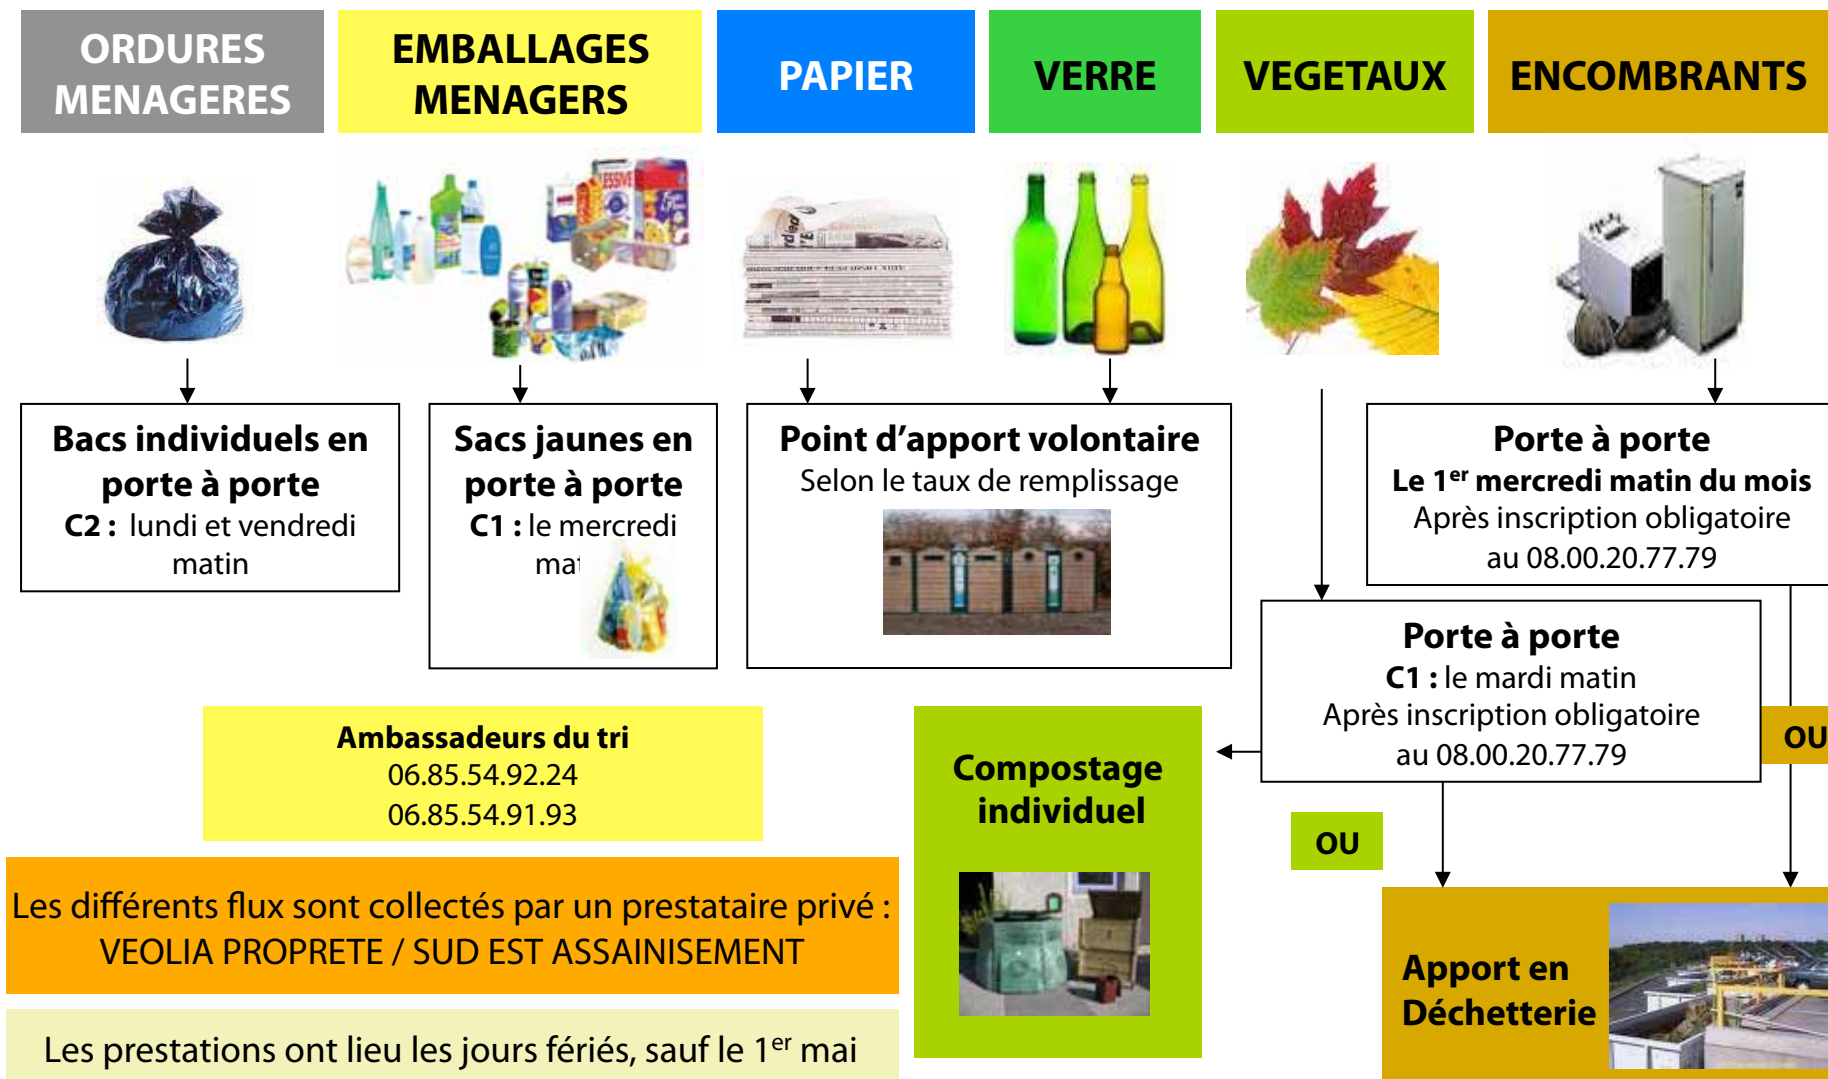 ORDURES
MENAGERES
EMBALLAGES
MENAGERS
PAPIER
VERRE
VEGETAUX
ENCOMBRANTS
Bacs individuels en
porte à porte
C2 : lundi et vendredi
matin
Sacs jaunes en
porte à porte
C1 : le mercredi
Point d’apport volontaire
Selon le taux de remplissage
Porte à porte
Le 1er mercredi matin du mois
Après inscription obligatoire
au 08.00.20.77.79
Porte à porte
C1 : le mardi matin
Après inscription obligatoire
au 08.00.20.77.79
OU
Ambassadeurs du tri
06.85.54.92.24
06.85.54.91.93
Compostage
individuel
OU
Les différents flux sont collectés par un prestataire privé :
VEOLIA PROPRETE / SUD EST ASSAINISEMENT
Apport en
Déchetterie
Les prestations ont lieu les jours fériés, sauf le 1er mai